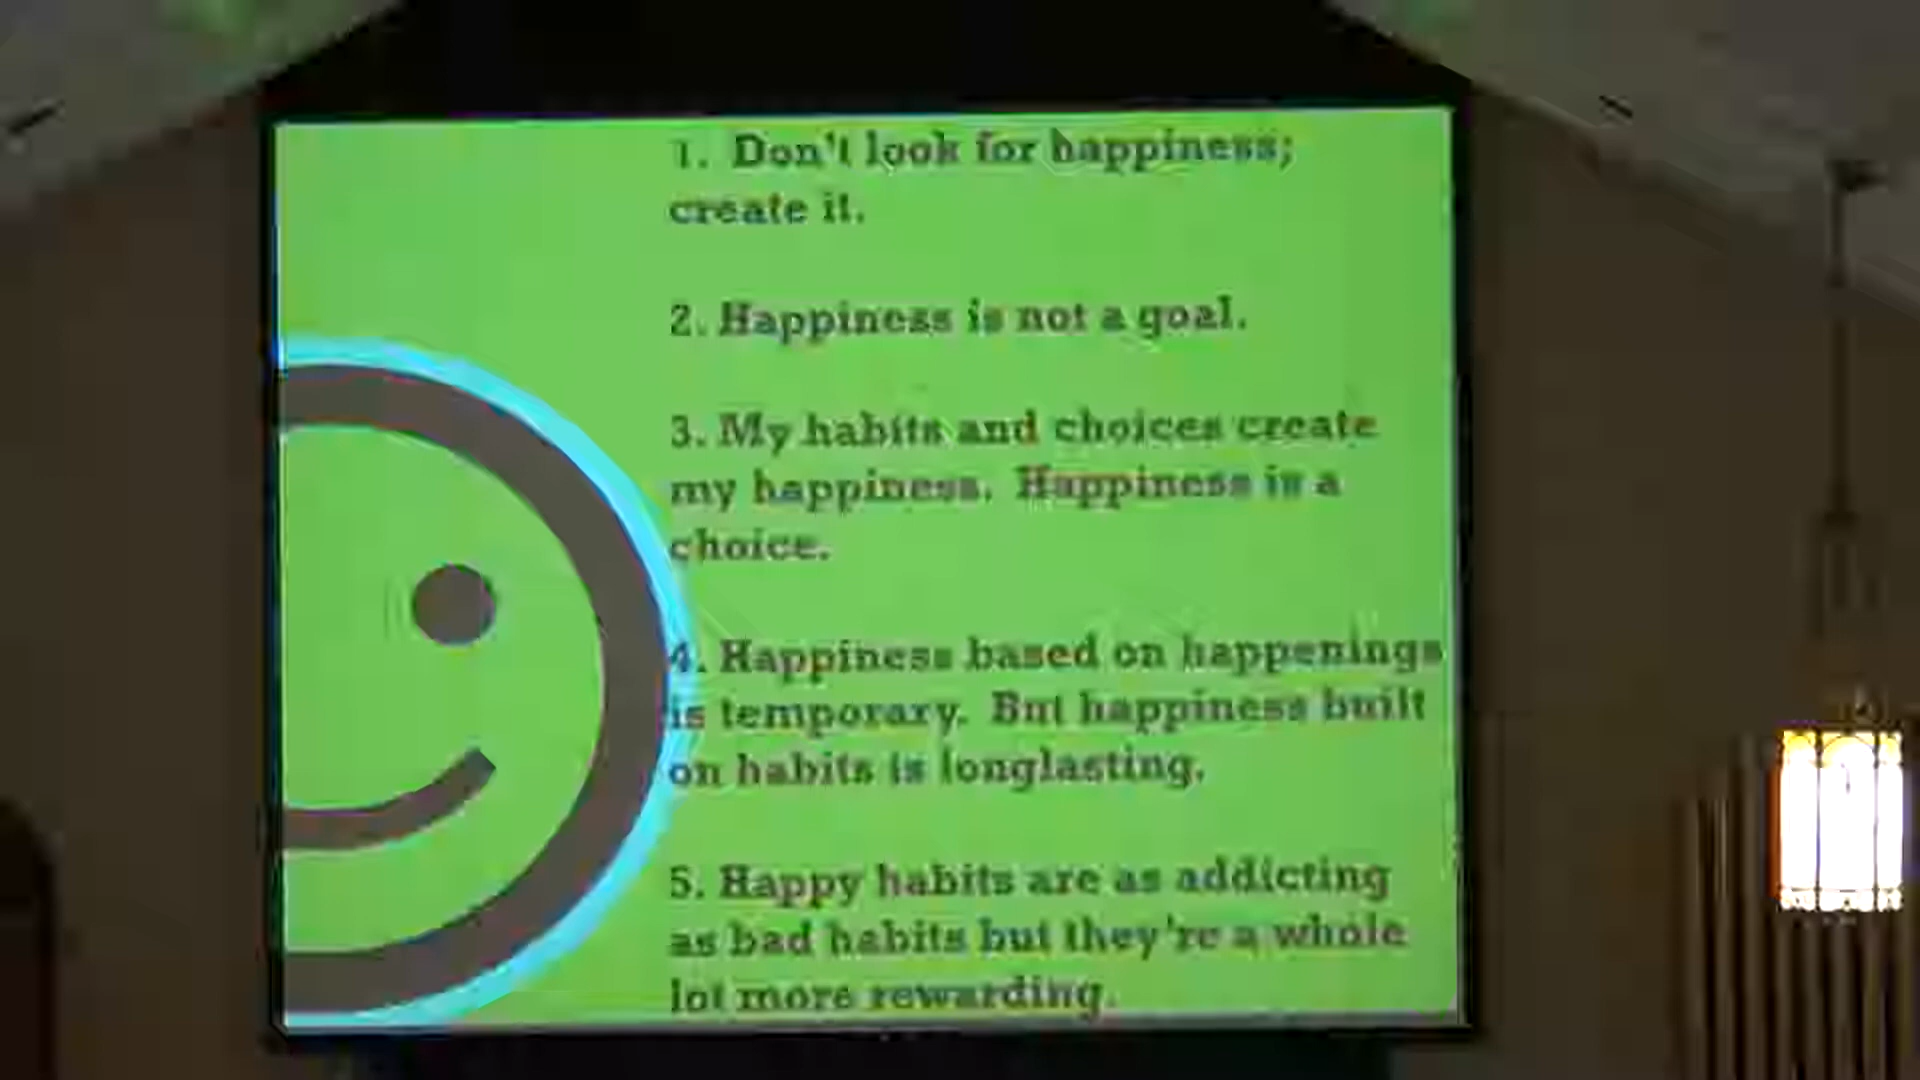 1. Don't look for happiness;
create it.
2. Happiness is not a goal.
3. My habits and choices create
my happiness. Happiness is a
choice.
4. Happiness based on happenings
is temporary. But happiness built
on habits is longlasting.
5. Happy habits are as addicting
as bad habits but they're a whole
lot more rewarding.